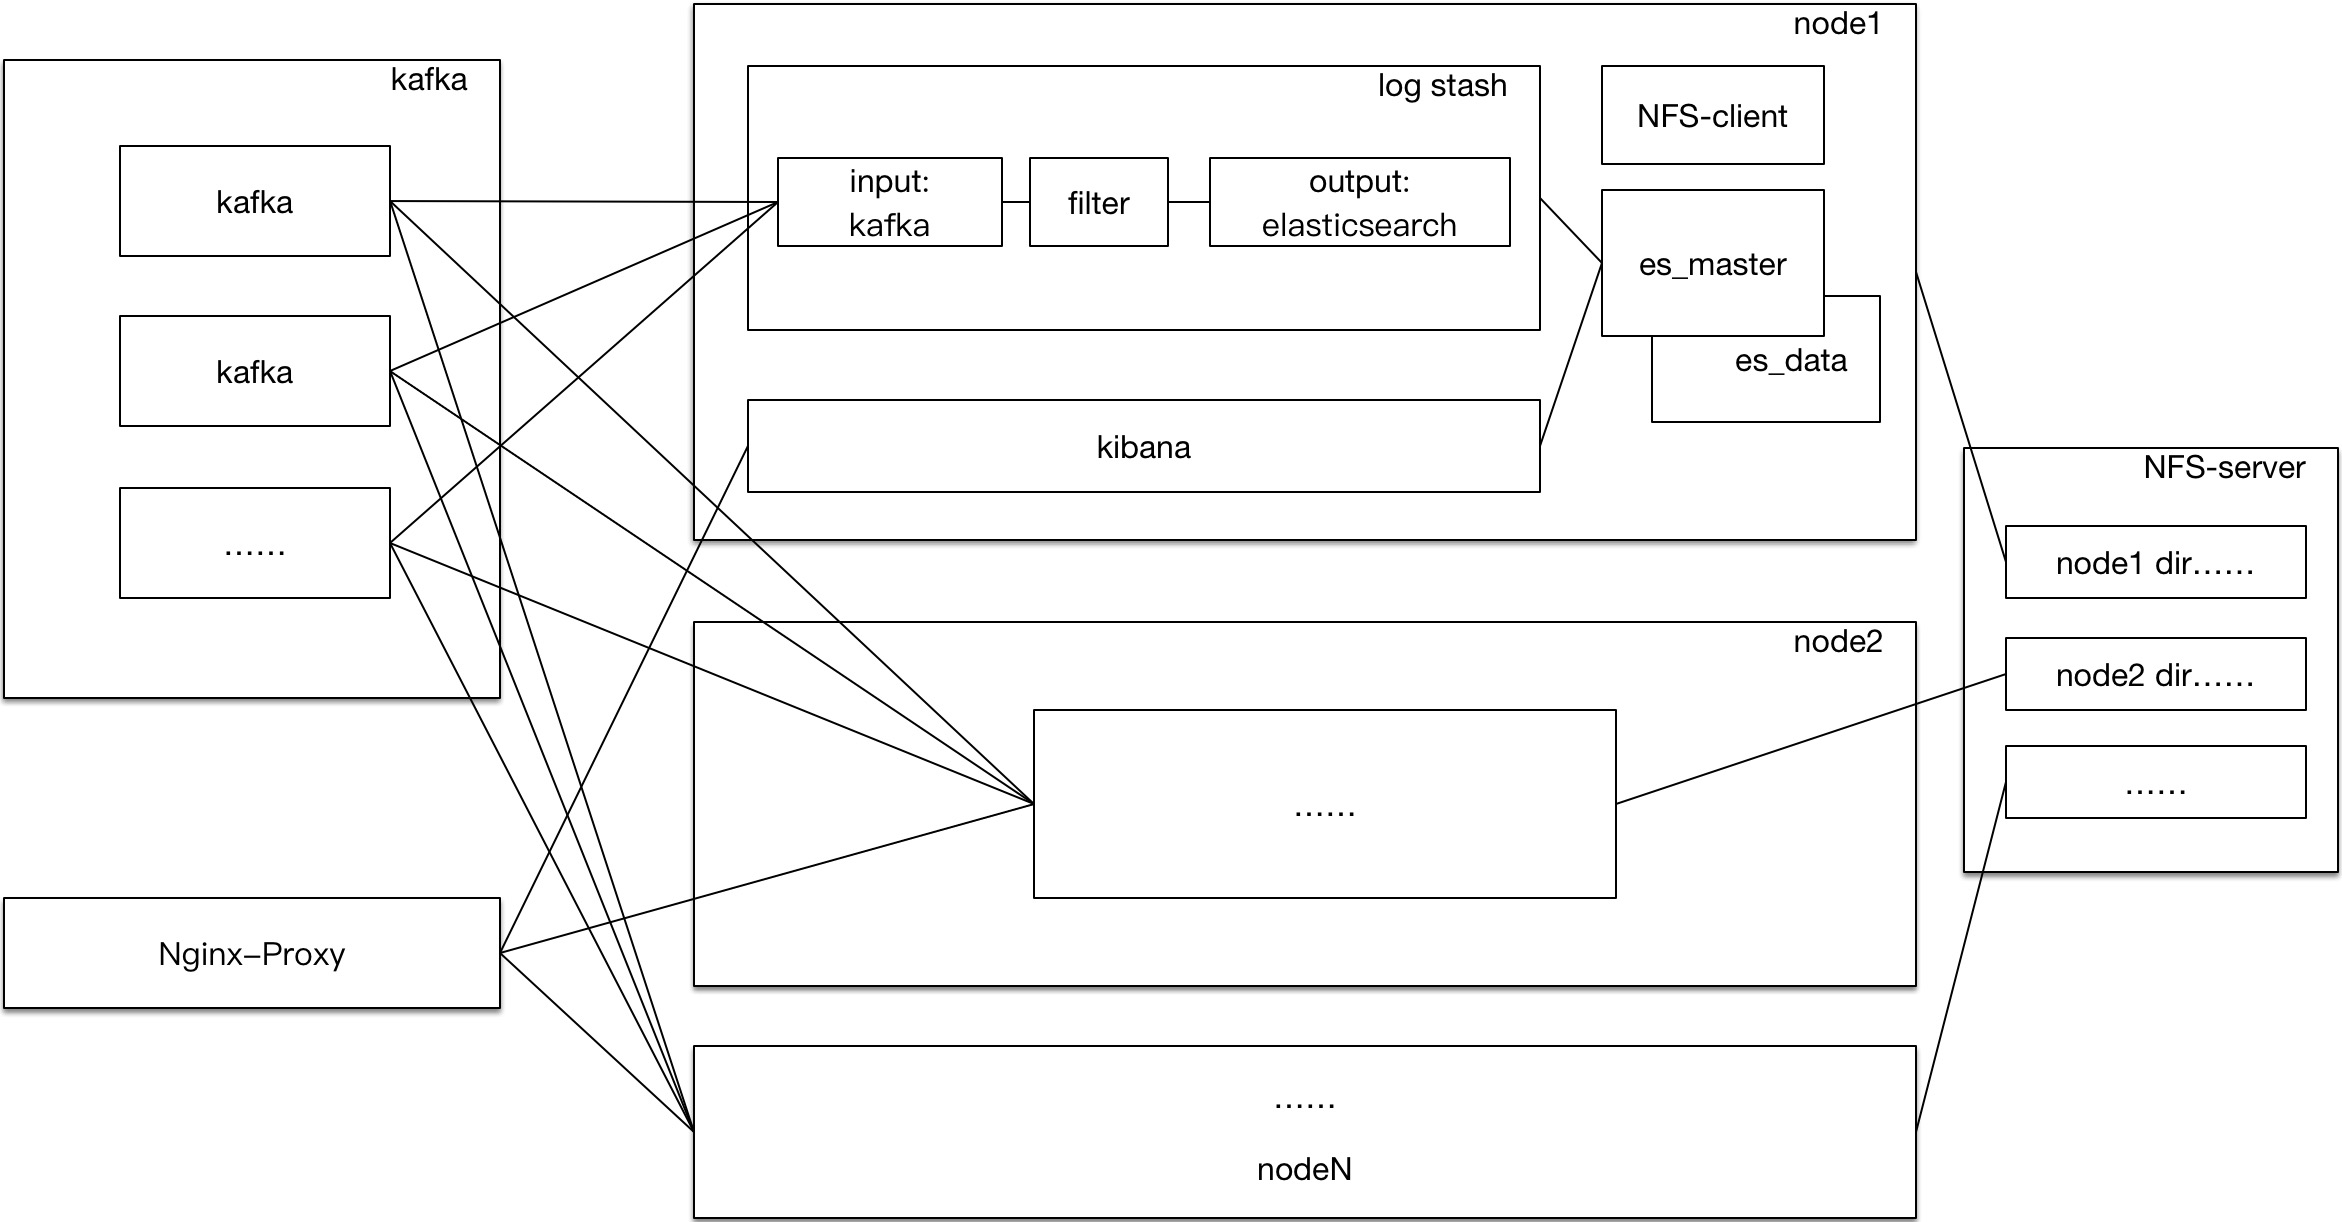 kafka
kafka
kafka
……
Nginx–Proxy
node1
log stash
input:
kafka
filter
output:
elasticsearch
NFS-client
es_master
es_data
kibana
node2
……
……
nodeN
NFS-server
node1 dir……
node2 dir……
……